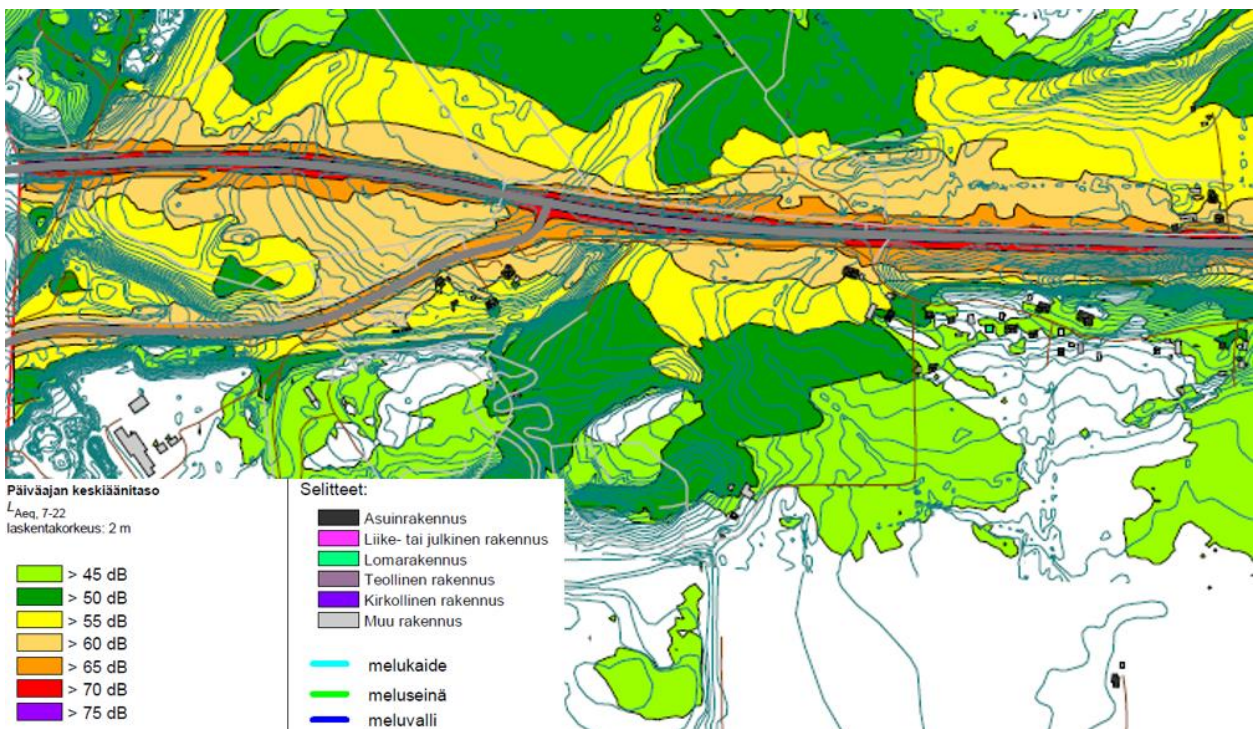 Päiväajan keskiäänitaso
LAeq, 7-22
laskentakorkeus: 2 m
> 45 dB
> 50 dB
> 55 dB
> 60 dB
> 65 dB
> 70 dB
> 75 dB
Selitteet:
Asuinrakennus
Liike- tai julkinen rakennus
Lomarakennus
Teollinen rakennus
Kirkollinen rakennus
Muu rakennus
melukaide
meluseinä
meluvalli